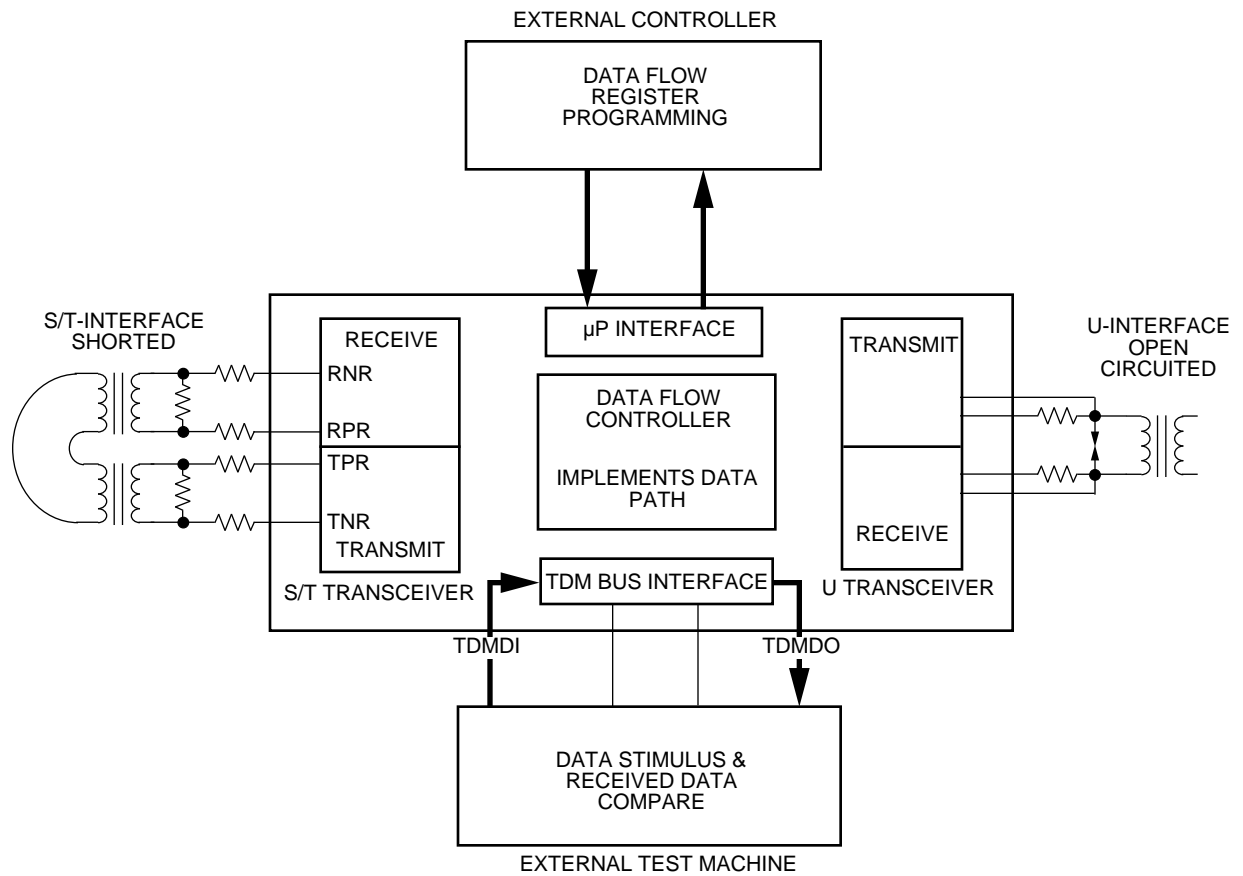 EXTERNAL CONTROLLER
DATA FLOW
REGISTER
PROGRAMMING
S/T-INTERFACE
SHORTED
RECEIVE
RNR
RPR
TPR
TNR
TRANSMIT
S/T TRANSCEIVER
µP INTERFACE
DATA FLOW
CONTROLLER
IMPLEMENTS DATA
PATH
TDM BUS INTERFACE
TRANSMIT
RECEIVE
U TRANSCEIVER
U-INTERFACE
OPEN
CIRCUITED
TDMDI
TDMDO
DATA STIMULUS &
RECEIVED DATA
COMPARE
EXTERNAL TEST MACHINE